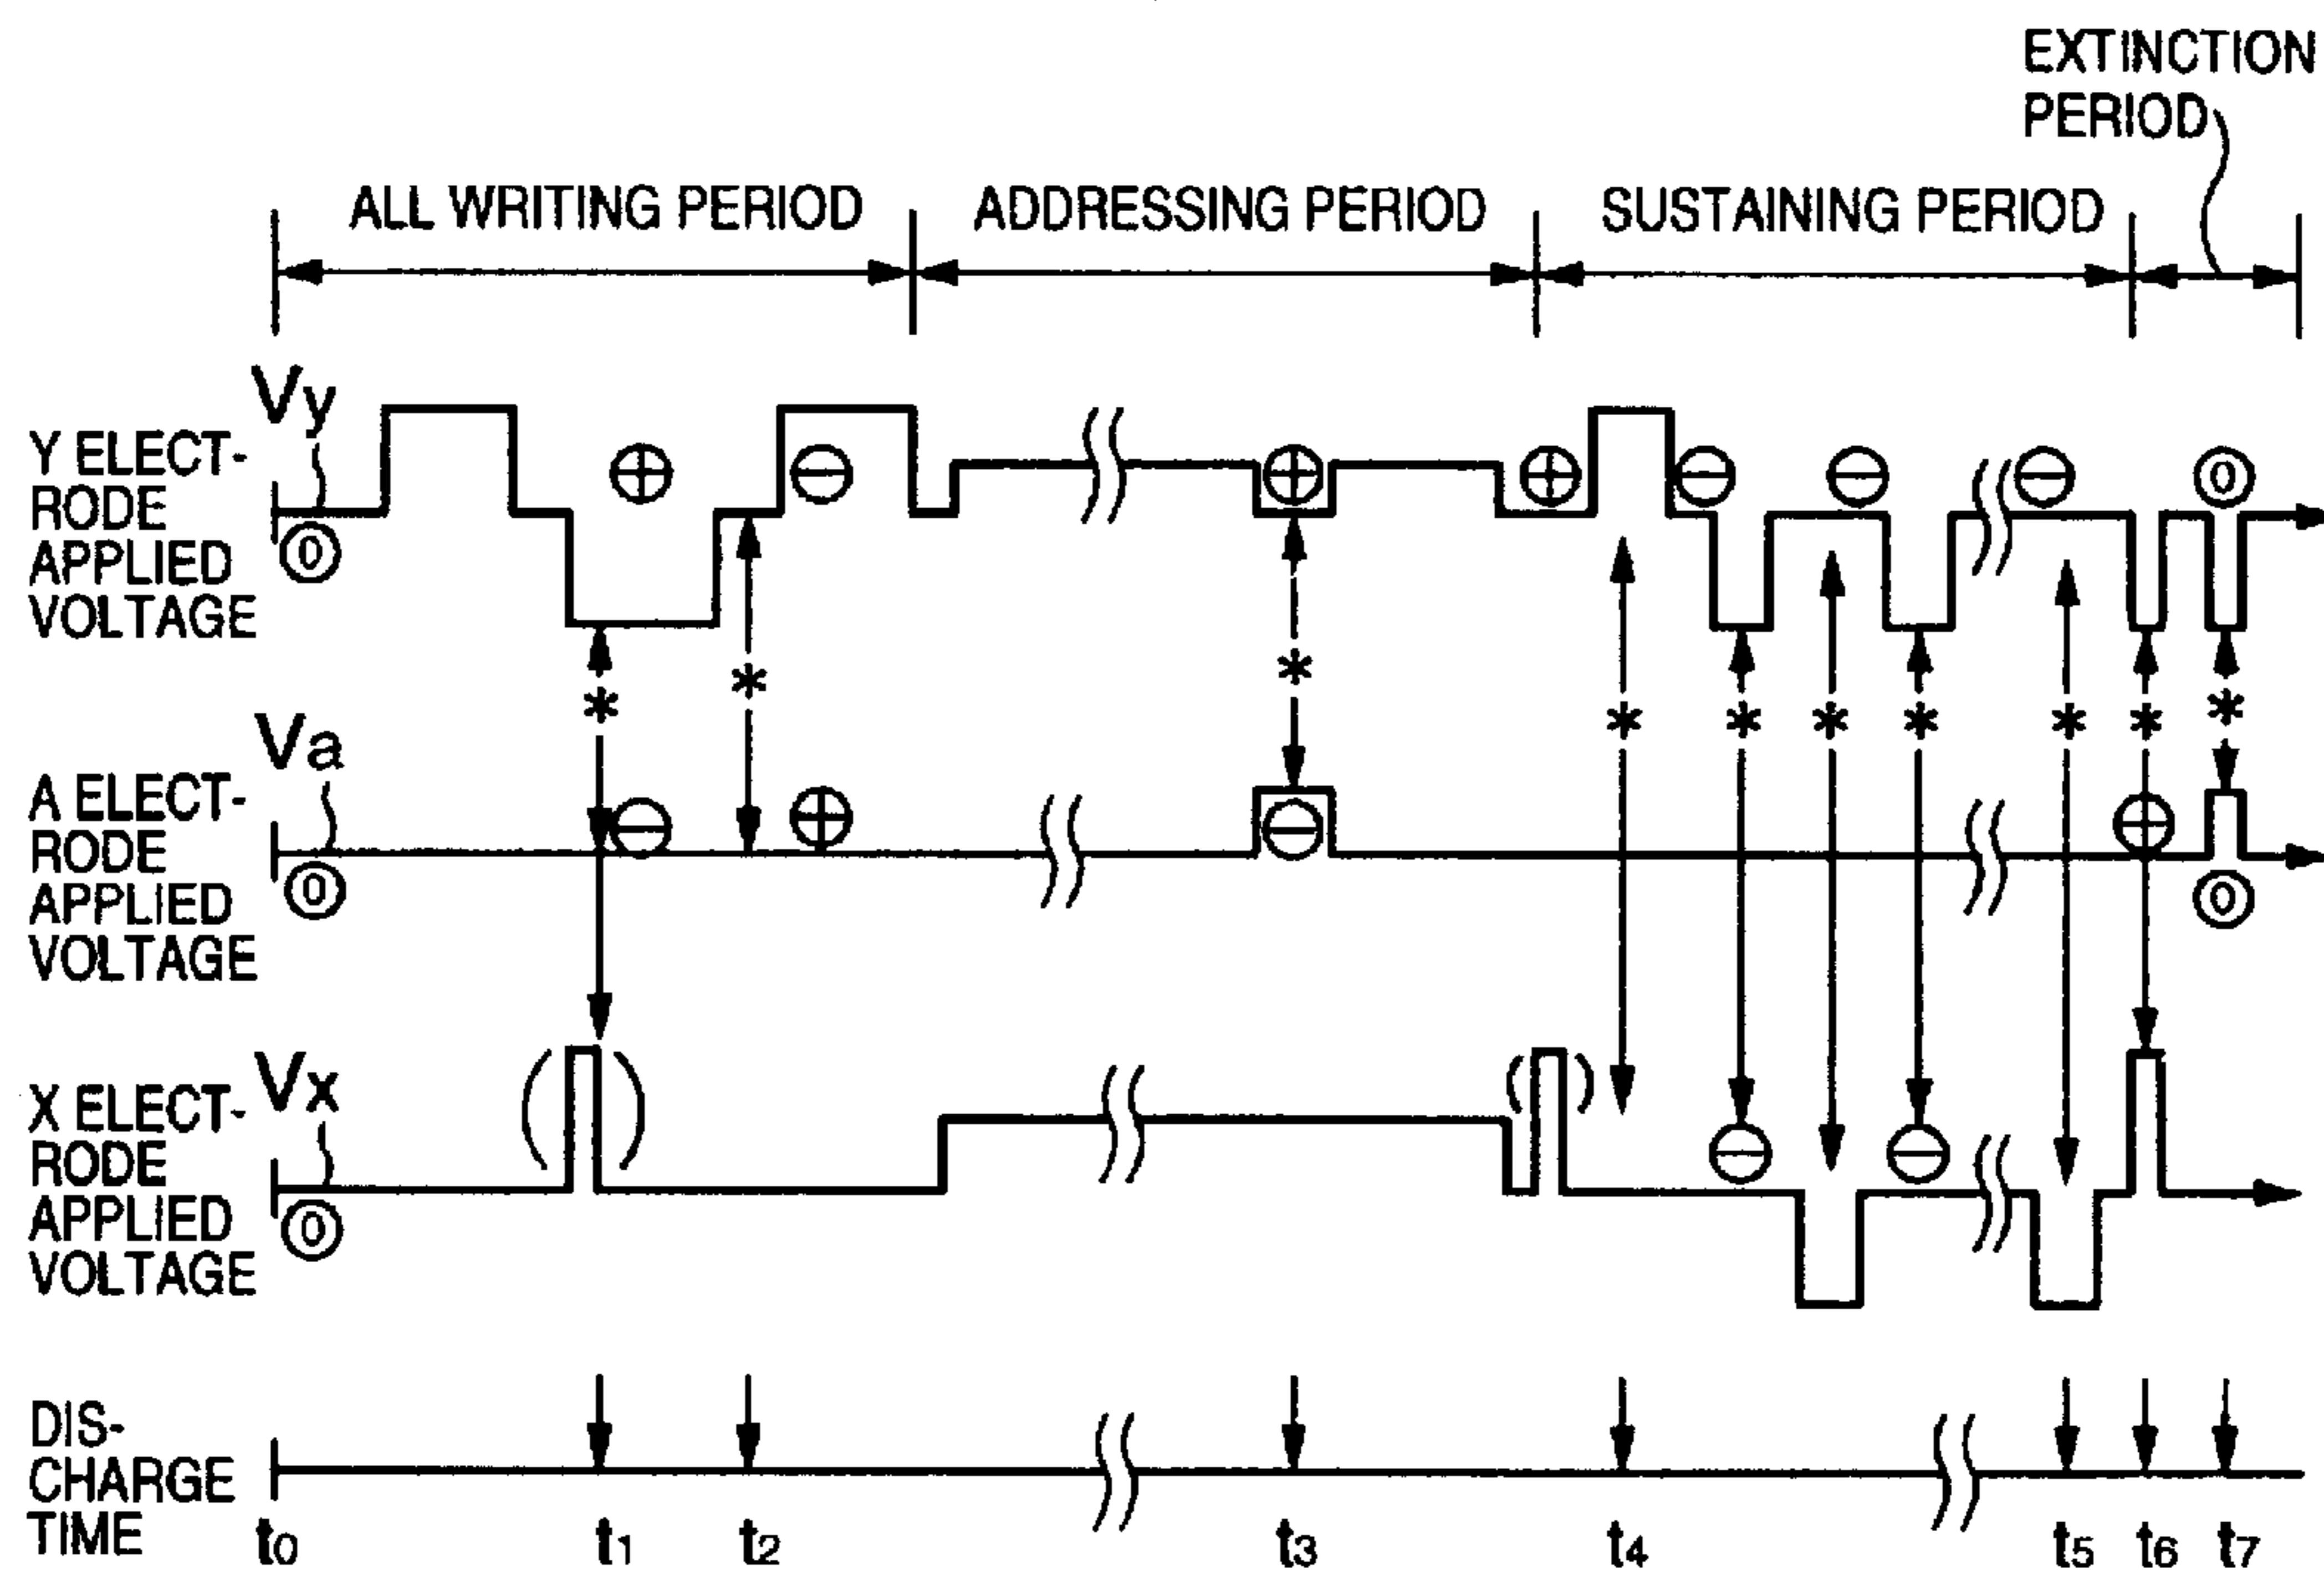 EXTINCTION
PERIOD
ALL WRITING PERIOD
ADDRESSING PERIOD
SUSTAINING PERIOD
Vy
Y ELECT-
RODE
APPLIED
VOLTAGE
⊕
⊖
⊕
⊕
⊖
⊖
⊖
0
0
*
*
*
*
*
*
*
*
*
*
Va
A ELECT-
RODE
APPLIED
VOLTAGE
⊖
⊕
⊖
⊕
0
0
Vx
X ELECT-
RODE
APPLIED
VOLTAGE
( )
( )
⊖
⊖
0
DIS-
CHARGE
TIME
t0 t1 t2 t3 t4 t5 t6 t7